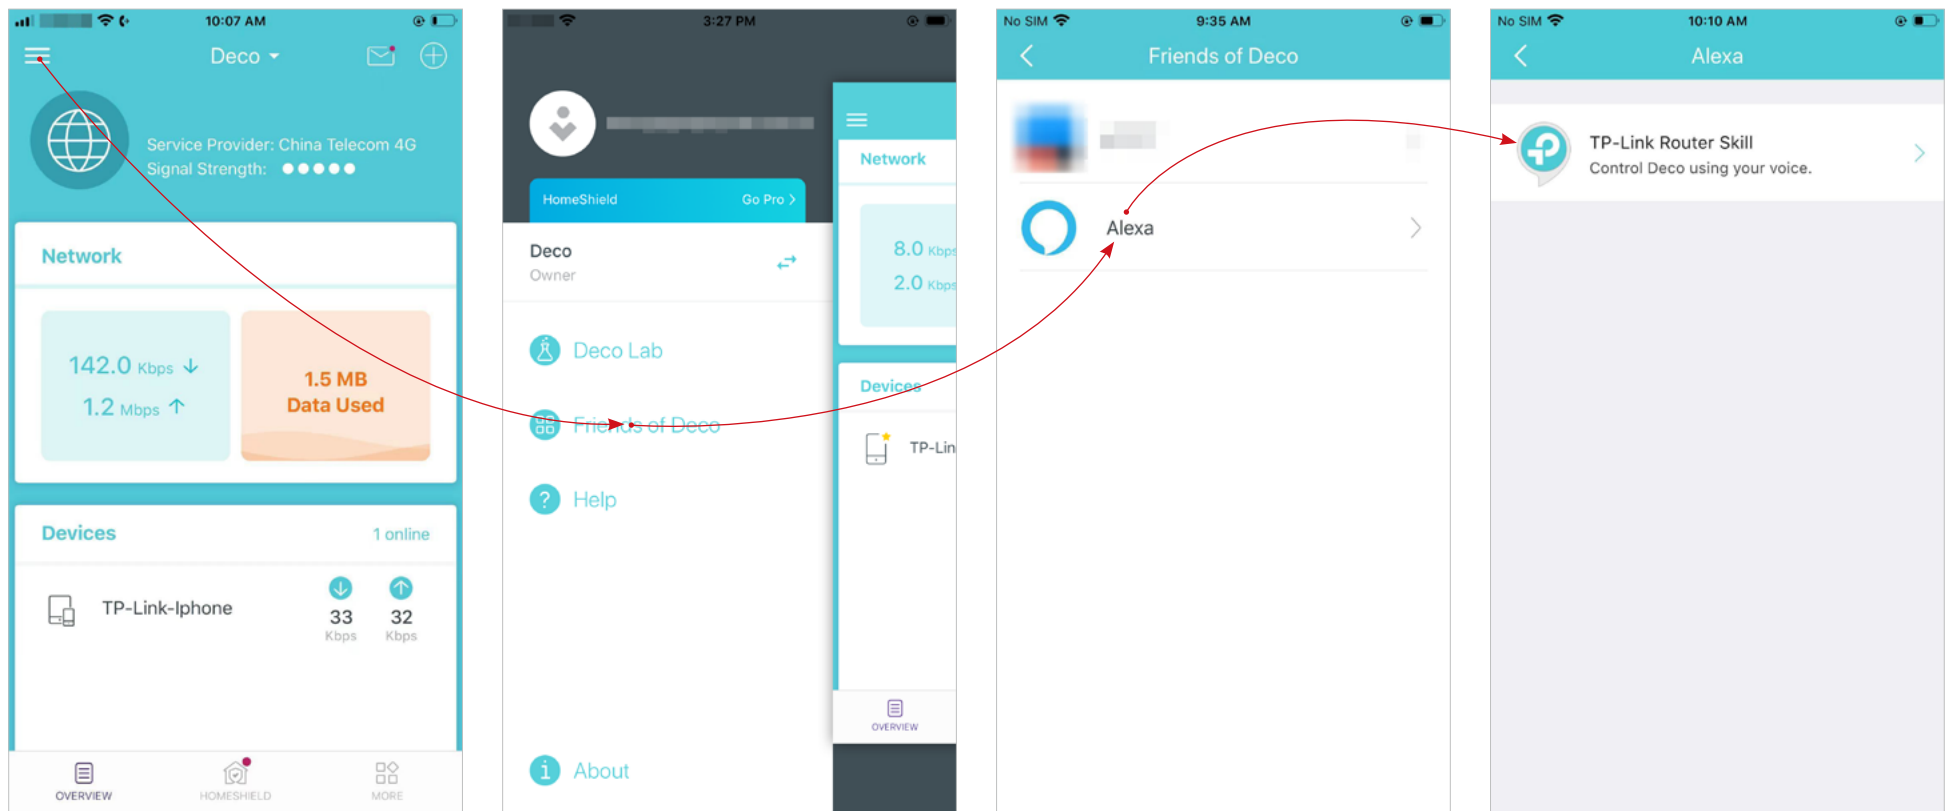 10:07 AM
Deco
Service Provider: China Telecom 4G
Signal Strength:
Network
142.0 Kbps
1.2 Mbps
1.5 MB
Data Used
Devices
1 online
TP-Link-Iphone
33
Kbps
32
Kbps
OVERVIEW
HOMESHIELD
MORE
3:27 PM
HomeShield
Go Pro >
Deco
Owner
Deco Lab
Friends of Deco
Help
About
Network
8.0 Kbps
2.0 Kbps
Devices
TP-Lin
OVERVIEW
No SIM
9:35 AM
Friends of Deco
Alexa
No SIM
10:10 AM
Alexa
TP-Link Router Skill
Control Deco using your voice.